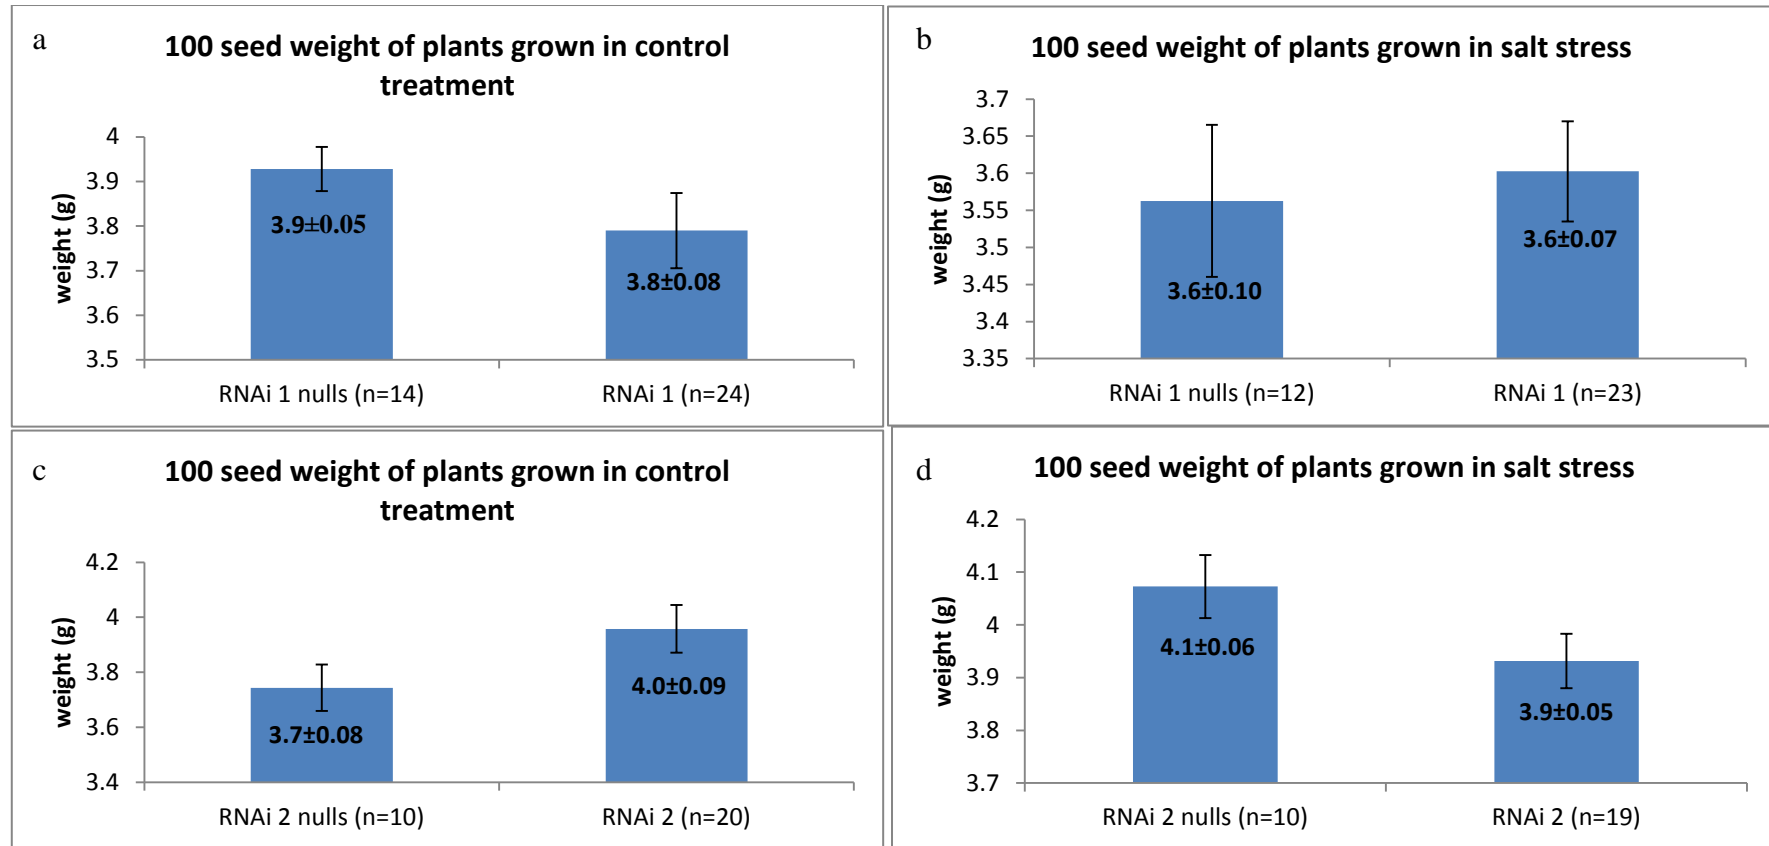 a
100 seed weight of plants grown in control
treatment
weight (g)
4
3.9
3.8
3.7
3.6
3.5
3.9±0.05
3.8±0.08
RNAi 1 nulls (n=14)
RNAi 1 (n=24)
b
100 seed weight of plants grown in salt stress
weight (g)
3.7
3.65
3.6
3.55
3.5
3.45
3.4
3.35
3.6±0.10
3.6±0.07
RNAi 1 nulls (n=12)
RNAi 1 (n=23)
c
100 seed weight of plants grown in control
treatment
weight (g)
4.2
4
3.8
3.6
3.4
3.7±0.08
4.0±0.09
RNAi 2 nulls (n=10)
RNAi 2 (n=20)
d
100 seed weight of plants grown in salt stress
weight (g)
4.2
4.1
4
3.9
3.8
3.7
4.1±0.06
3.9±0.05
RNAi 2 nulls (n=10)
RNAi 2 (n=19)